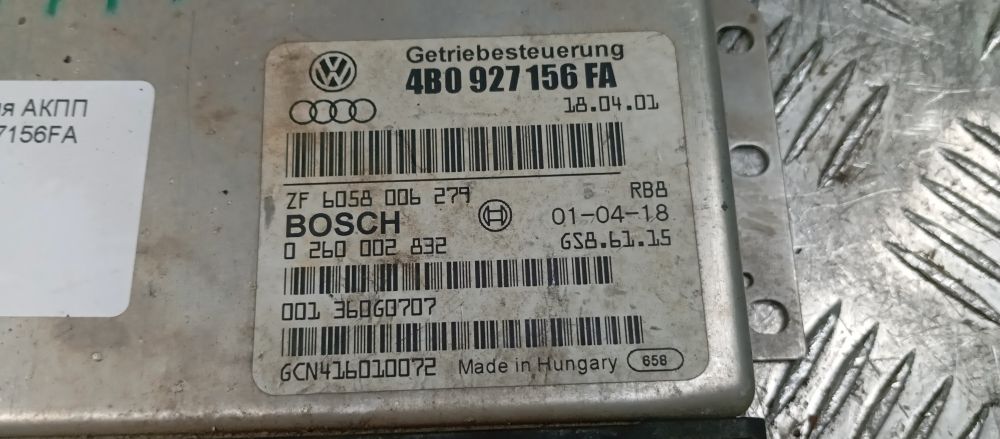 я АКПП
7156FA
Getriebesteuerung
4B0 927 156 FA
18.04.01
ZF 6058 006 279
RB8
BOSCH
01-04-18
0 260 002 832
GS8.61.15
001 36060707
GCN416010072
Made in Hungary
658